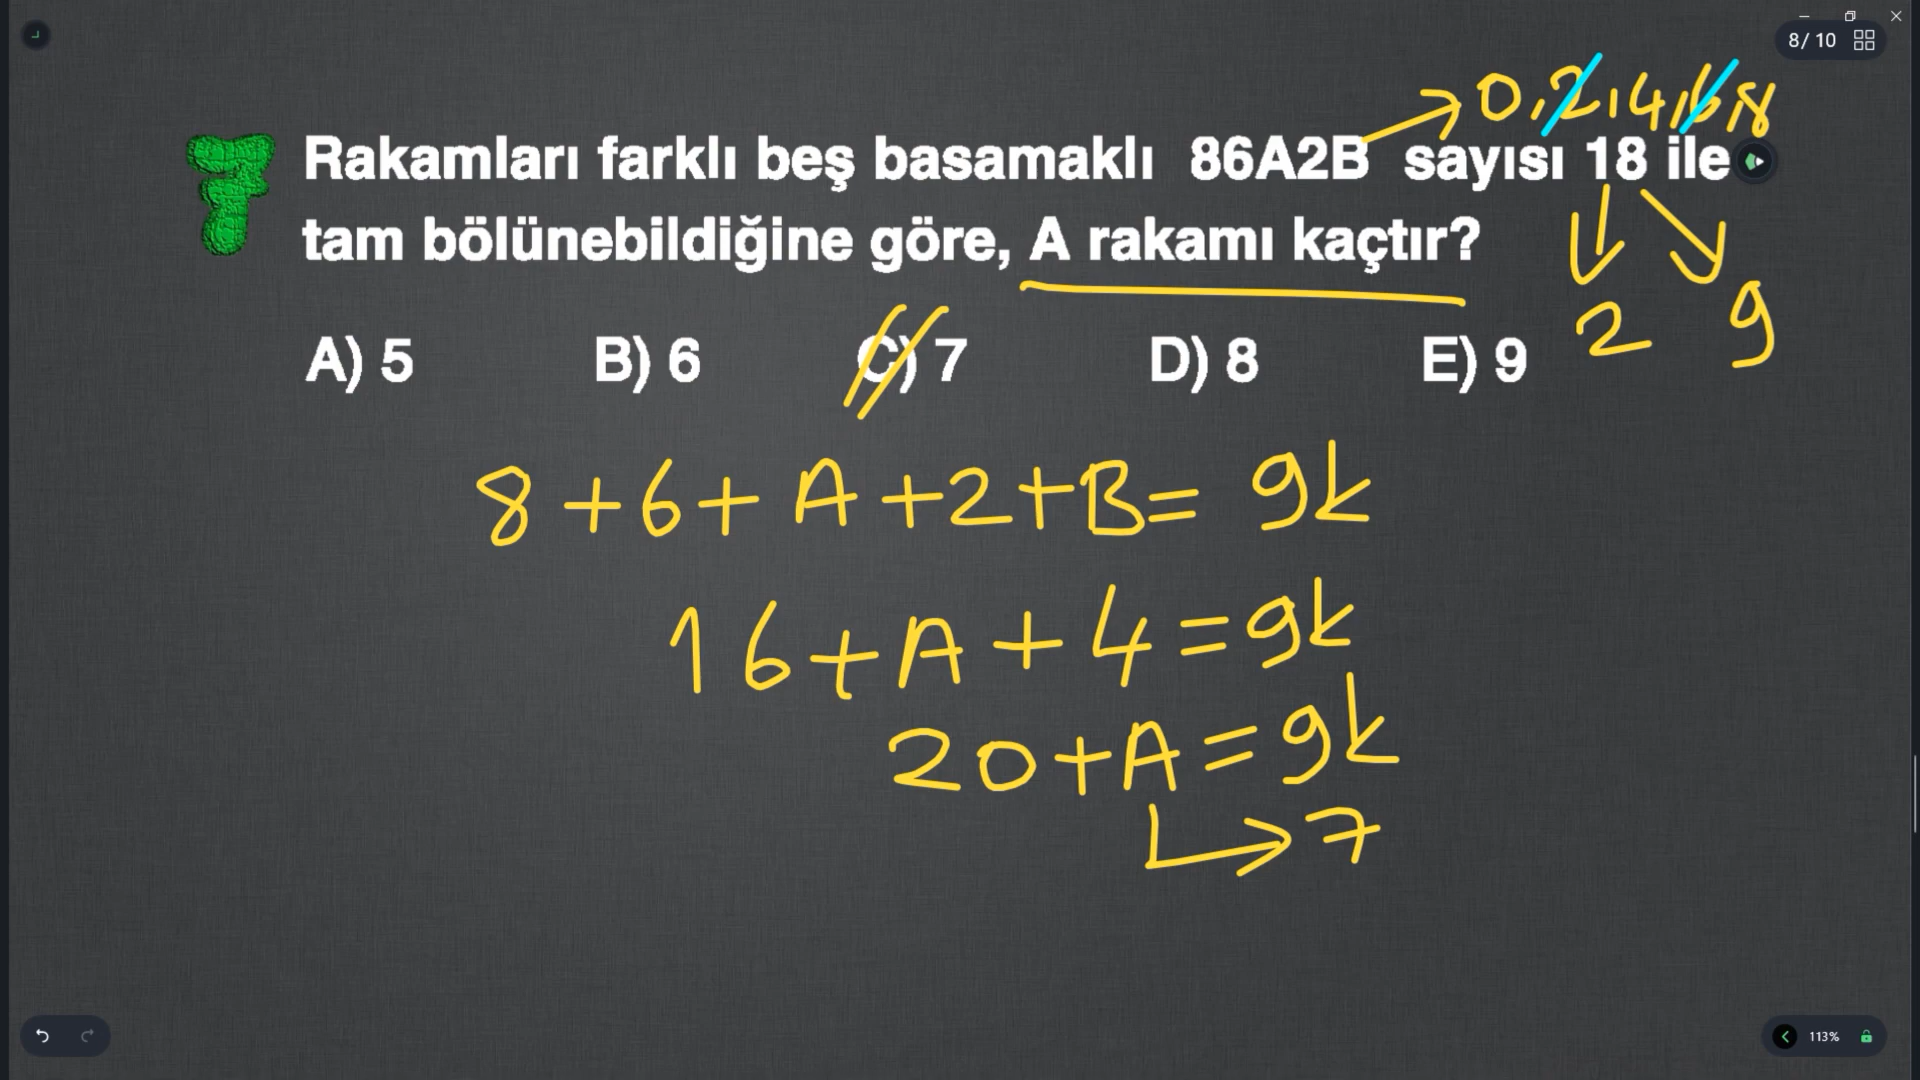 8/ 10
0,2,4,6,8
7 Rakamları farklı beş basamaklı 86A2B sayısı 18 ile
tam bölünebildiğine göre, A rakamı kaçtır?
2 9
A) 5 B) 6 C) 7 D) 8 E) 9
8+6+A+2+B=9k
16+A+4=9k
20+A=9k
7
113%